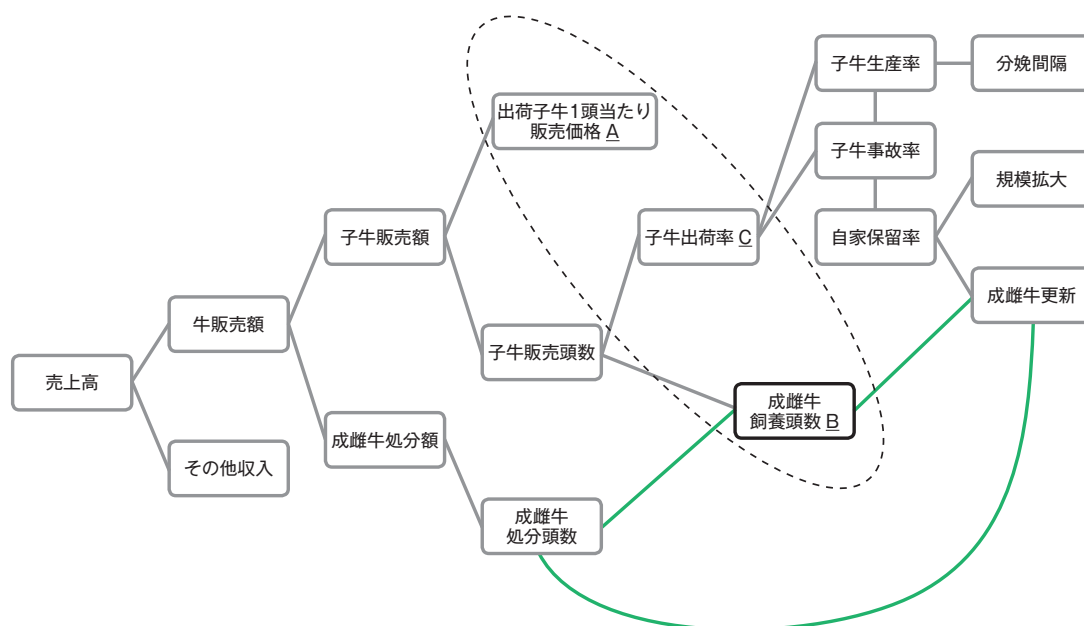 子牛生産率
分娩間隔
出荷子牛1頭当たり
販売価格 A
子牛事故率
規模拡大
子牛販売額
子牛出荷率 C
自家保留率
成雌牛更新
牛販売額
子牛販売頭数
売上高
成雌牛
飼養頭数 B
成雌牛処分額
その他収入
成雌牛
処分頭数